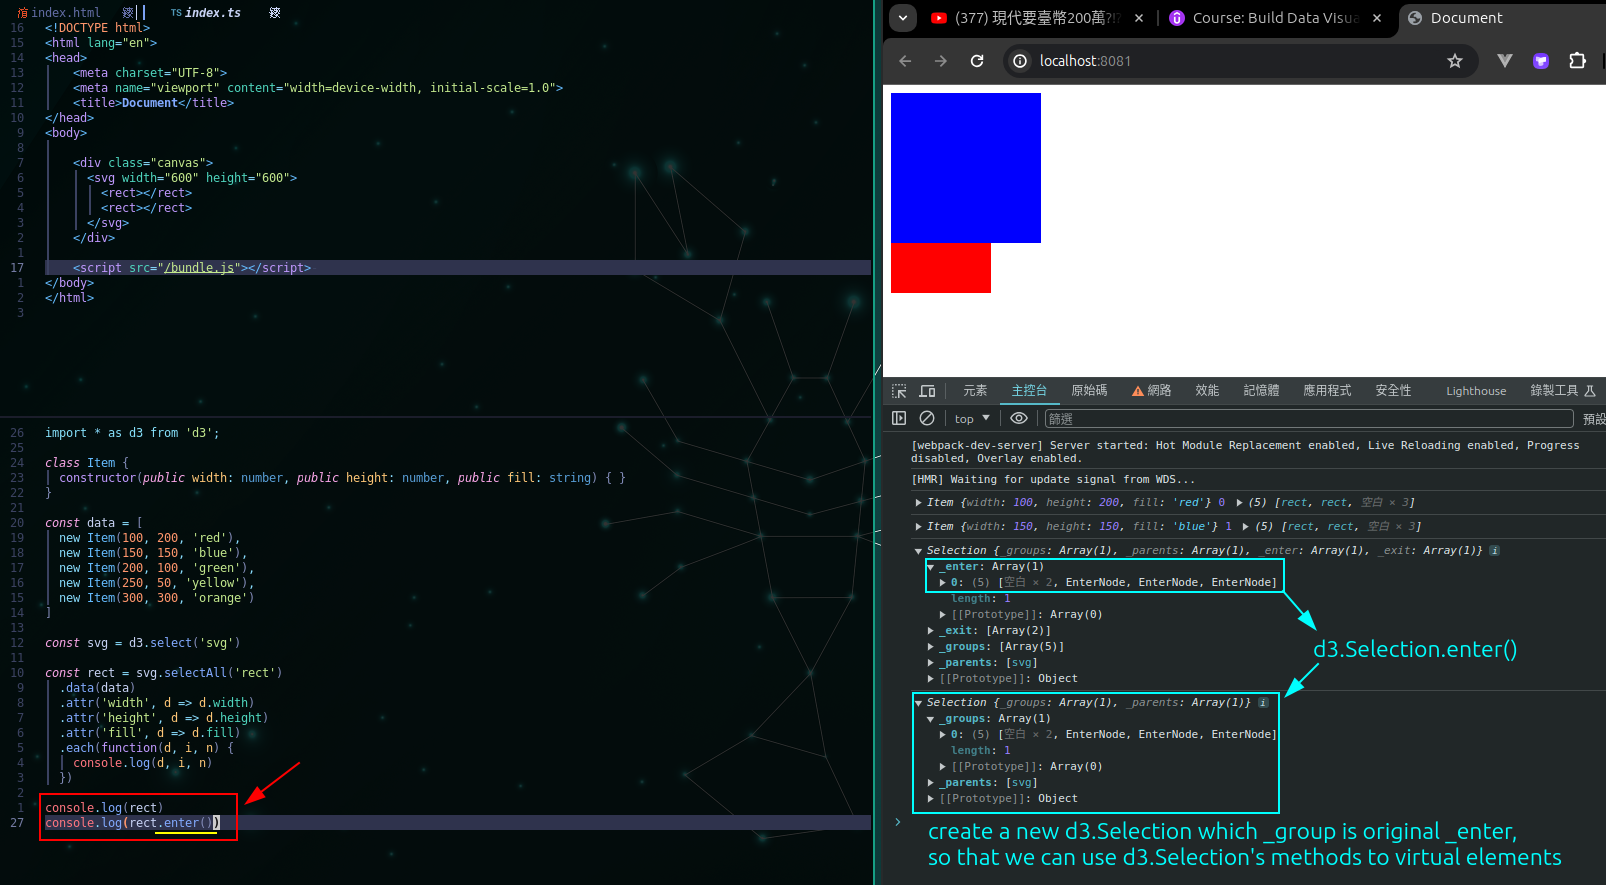 index.html
TS index.ts
16 <!DOCTYPE html>
15 <html lang="en">
14 <head>
13 <meta charset="UTF-8">
12 <meta name="viewport" content="width=device-width, initial-scale=1.0">
11 <title>Document</title>
10 </head>
9 <body>
8
7 <div class="canvas">
6 <svg width="600" height="600">
5 <rect></rect>
4 <rect></rect>
3 </svg>
2 </div>
1
17 <script src="/bundle.js"></script>
1 </body>
2 </html>
3
26 import * as d3 from 'd3';
25
24 class Item {
23 constructor(public width: number, public height: number, public fill: string) { }
22 }
21
20 const data = [
19 new Item(100, 200, 'red'),
18 new Item(150, 150, 'blue'),
17 new Item(200, 100, 'green'),
16 new Item(250, 50, 'yellow'),
15 new Item(300, 300, 'orange')
14 ]
13
12 const svg = d3.select('svg')
11
10 const rect = svg.selectAll('rect')
9 .data(data)
8 .attr('width', d => d.width)
7 .attr('height', d => d.height)
6 .attr('fill', d => d.fill)
5 .each(function(d, i, n) {
4 console.log(d, i, n)
3 })
2
1 console.log(rect)
27 console.log(rect.enter())
(377) 現代要臺幣200萬?!
Course: Build Data Visua
Document
localhost:8081
元素 主控台 原始碼 網路 效能 記憶體 應用程式 安全性 Lighthouse 錄製工具
top 篩選 預設
[webpack-dev-server] Server started: Hot Module Replacement enabled, Live Reloading enabled, Progress
disabled, Overlay enabled.
[HMR] Waiting for update signal from WDS...
Item {width: 100, height: 200, fill: 'red'} 0 (5) [rect, rect, 空白 × 3]
Item {width: 150, height: 150, fill: 'blue'} 1 (5) [rect, rect, 空白 × 3]
Selection {_groups: Array(1), _parents: Array(1), _enter: Array(1), _exit: Array(1)} i
_enter: Array(1)
0: (5) [空白 × 2, EnterNode, EnterNode, EnterNode]
length: 1
[[Prototype]]: Array(0)
_exit: [Array(2)]
_groups: [Array(5)]
_parents: [svg]
[[Prototype]]: Object
d3.Selection.enter()
Selection {_groups: Array(1), _parents: Array(1)} i
_groups: Array(1)
0: (5) [空白 × 2, EnterNode, EnterNode, EnterNode]
length: 1
[[Prototype]]: Array(0)
_parents: [svg]
[[Prototype]]: Object
create a new d3.Selection which _group is original _enter,
so that we can use d3.Selection's methods to virtual elements